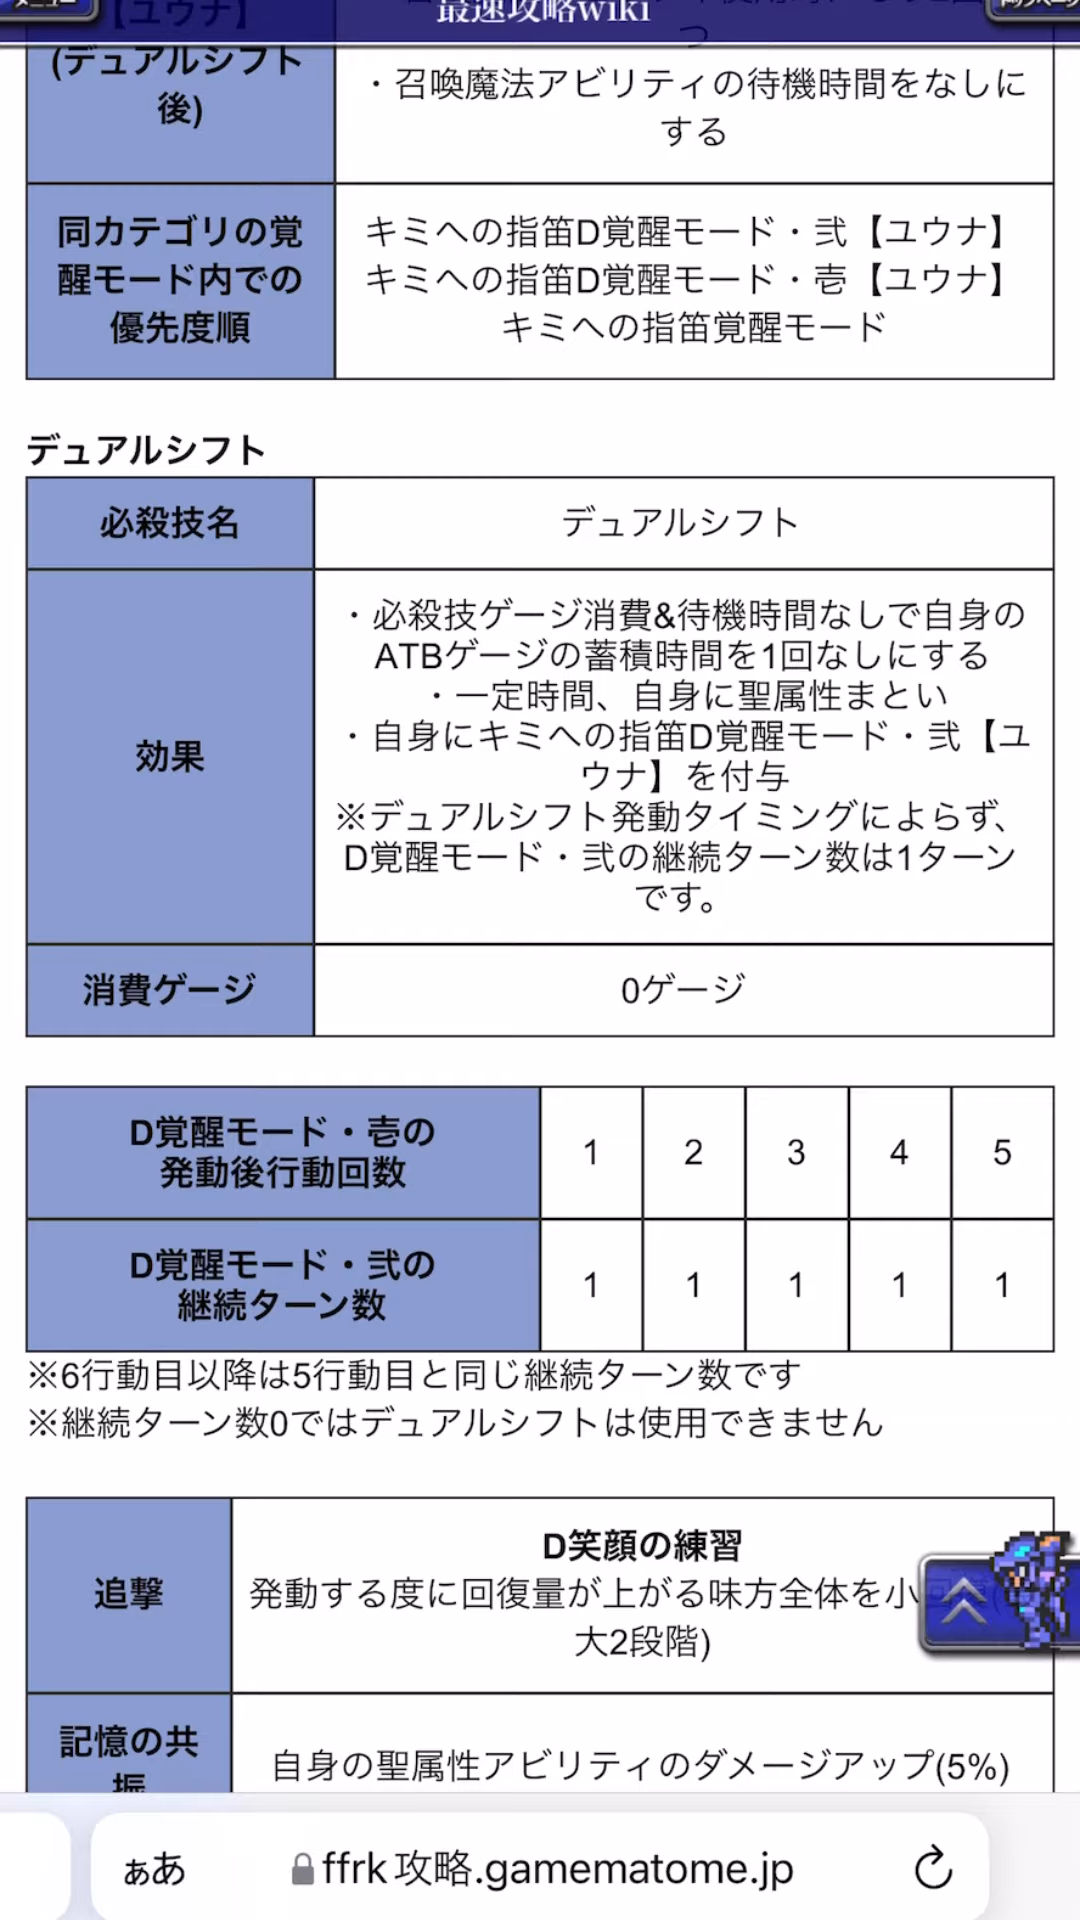 メニュー
最速攻略wiki
【ユウナ】
(デュアルシフト
後)
つ
・召喚魔法アビリティの待機時間をなしに
する
同カテゴリの覚
醒モード内での
優先度順
キミへの指笛D覚醒モード・弐【ユウナ】
キミへの指笛D覚醒モード・壱【ユウナ】
キミへの指笛覚醒モード
デュアルシフト
必殺技名
デュアルシフト
効果
・必殺技ゲージ消費&待機時間なしで自身の
ATBゲージの蓄積時間を1回なしにする
・一定時間、自身に聖属性まとい
・自身にキミへの指笛D覚醒モード・弐【ユ
ウナ】を付与
※デュアルシフト発動タイミングによらず、
D覚醒モード・弐の継続ターン数は1ターン
です。
消費ゲージ
0ゲージ
D覚醒モード・壱の
発動後行動回数
1 2 3 4 5
D覚醒モード・弐の
継続ターン数
1 1 1 1 1
※6行動目以降は5行動目と同じ継続ターン数です
※継続ターン数0ではデュアルシフトは使用できません
追撃
D笑顔の練習
発動する度に回復量が上がる味方全体を小
大2段階)
記憶の共
振
自身の聖属性アビリティのダメージアップ(5%)
ぁあ
ffrk攻略.gamematome.jp